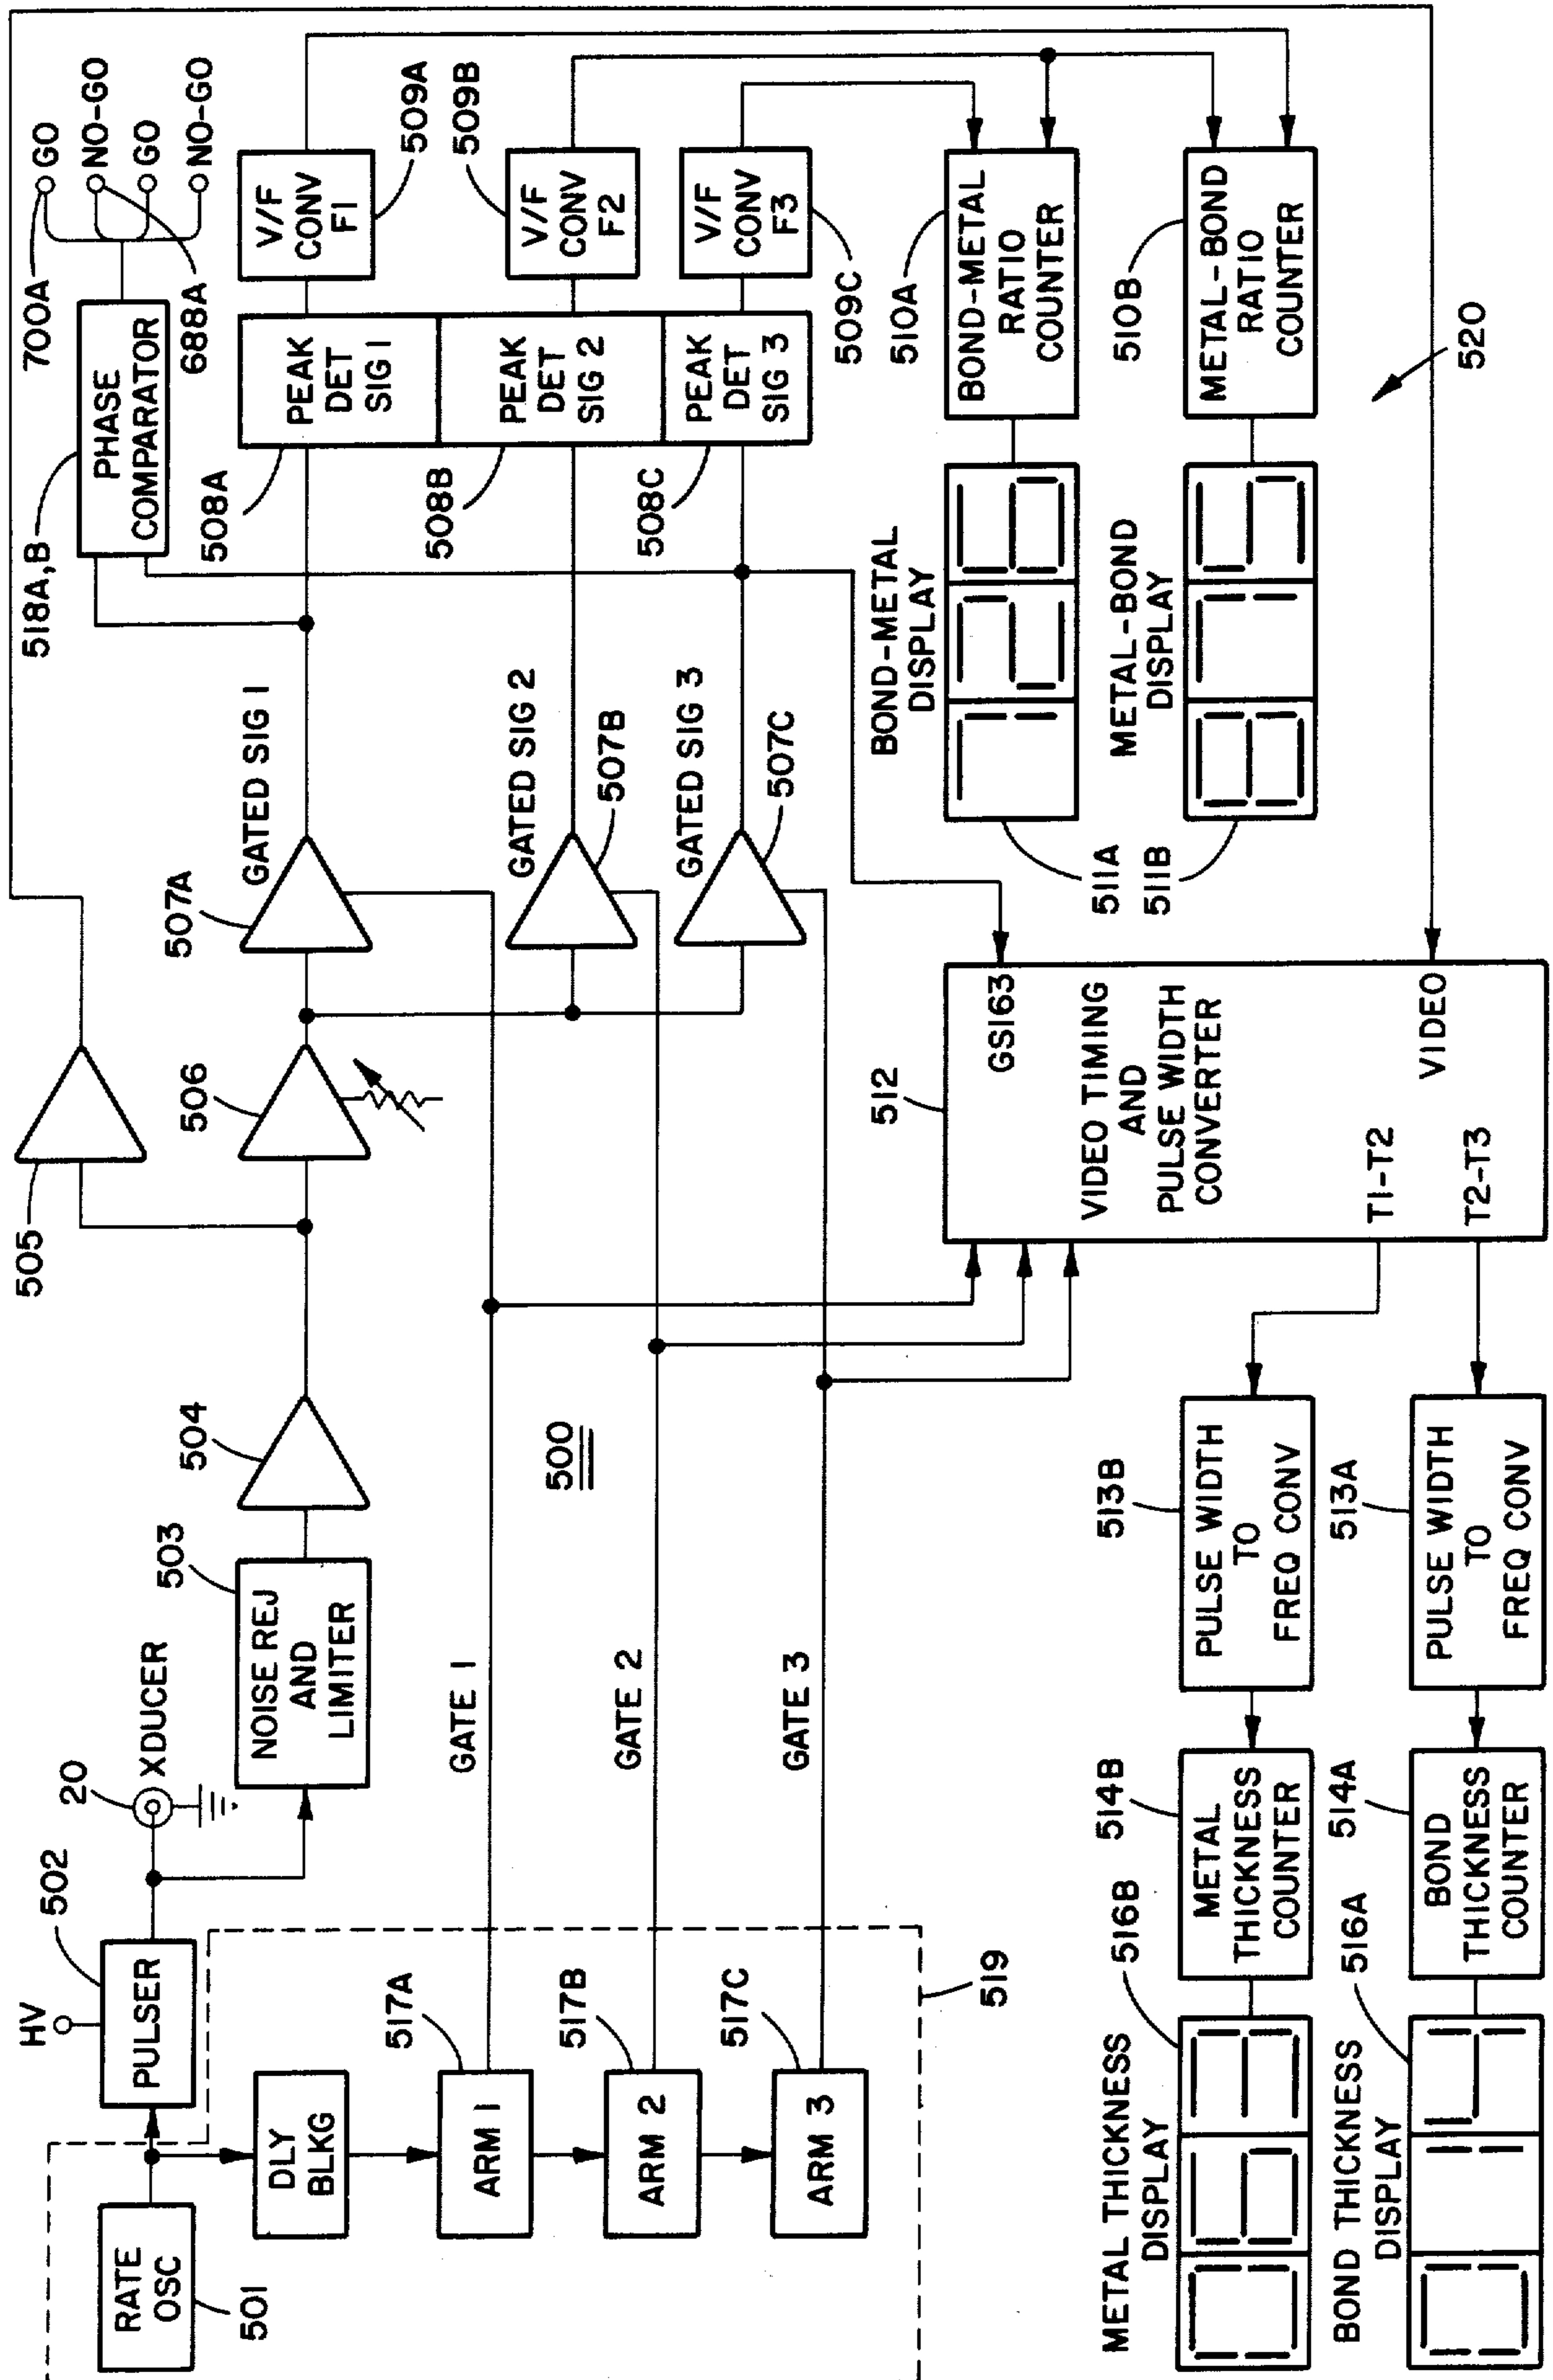 700A
GO
NO-GO
GO
NO-GO
688A
518A,B
PHASE
COMPARATOR
505
HV
502
PULSER
20
XDUCER
503
NOISE REJ
AND
LIMITER
504
506
507A
GATED SIG 1
508A
PEAK
DET
SIG 1
V/F
CONV
F1
509A
RATE
OSC
501
DLY
BLKG
517A
ARM 1
GATE 1
500
GATED SIG 2
507B
508B
PEAK
DET
SIG 2
V/F
CONV
F2
509B
517B
ARM 2
GATE 2
GATED SIG 3
507C
508C
PEAK
DET
SIG 3
V/F
CONV
F3
509C
517C
ARM 3
GATE 3
519
512
GS163
VIDEO TIMING
AND
PULSE WIDTH
CONVERTER
T1-T2
T2-T3
VIDEO
BOND-METAL
DISPLAY
726
511A
510A
BOND-METAL
RATIO
COUNTER
METAL-BOND
DISPLAY
875
511B
510B
METAL-BOND
RATIO
COUNTER
520
METAL THICKNESS
DISPLAY
516B
063
514B
METAL
THICKNESS
COUNTER
513B
PULSE WIDTH
TO
FREQ CONV
BOND THICKNESS
DISPLAY
516A
014
514A
BOND
THICKNESS
COUNTER
513A
PULSE WIDTH
TO
FREQ CONV